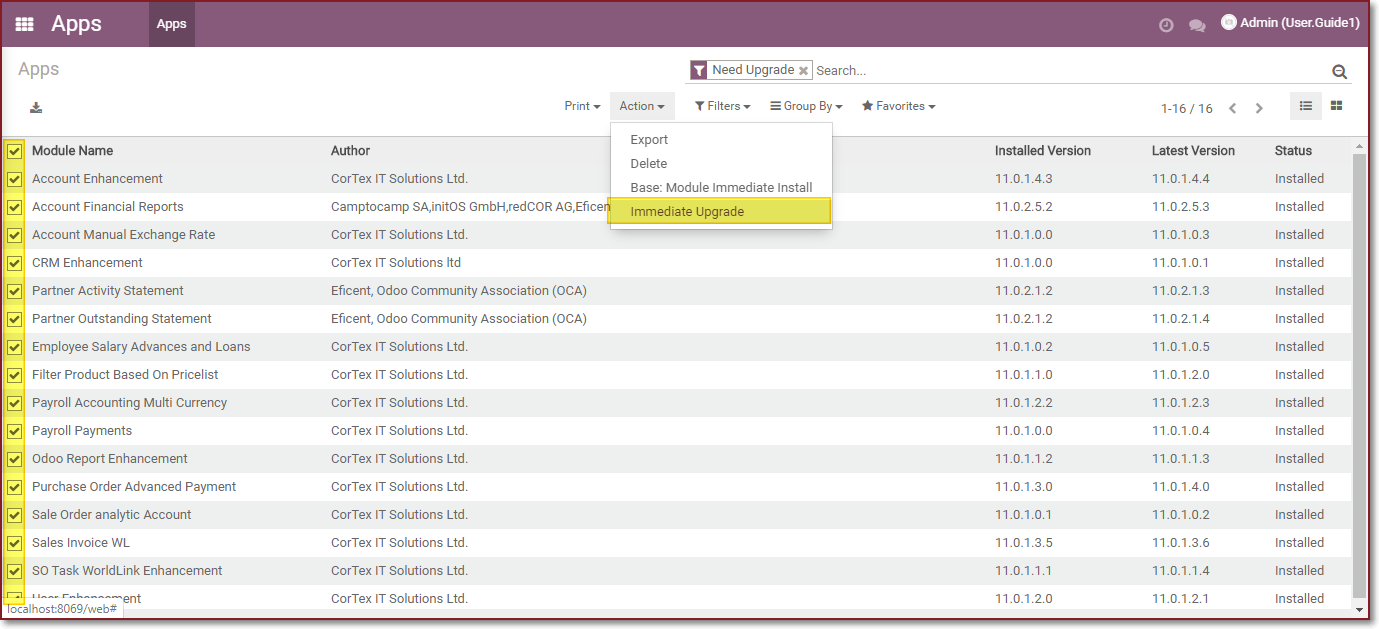 Apps Apps Admin (User.Guide1)
Apps Need Upgrade Search...
Print Action Filters Group By Favorites 1-16 / 16
Export
Delete
Base: Module Immediate Install
Immediate Upgrade
Module Name Author Installed Version Latest Version Status
Account Enhancement CorTex IT Solutions Ltd. 11.0.1.4.3 11.0.1.4.4 Installed
Account Financial Reports Camptocamp SA,initOS GmbH,redCOR AG,Eficen 11.0.2.5.2 11.0.2.5.3 Installed
Account Manual Exchange Rate CorTex IT Solutions Ltd. 11.0.1.0.0 11.0.1.0.3 Installed
CRM Enhancement CorTex IT Solutions ltd 11.0.1.0.0 11.0.1.0.1 Installed
Partner Activity Statement Eficent, Odoo Community Association (OCA) 11.0.2.1.2 11.0.2.1.3 Installed
Partner Outstanding Statement Eficent, Odoo Community Association (OCA) 11.0.2.1.2 11.0.2.1.4 Installed
Employee Salary Advances and Loans CorTex IT Solutions Ltd. 11.0.1.0.2 11.0.1.0.5 Installed
Filter Product Based On Pricelist CorTex IT Solutions Ltd. 11.0.1.1.0 11.0.1.2.0 Installed
Payroll Accounting Multi Currency CorTex IT Solutions Ltd. 11.0.1.2.2 11.0.1.2.3 Installed
Payroll Payments CorTex IT Solutions Ltd. 11.0.1.0.0 11.0.1.0.4 Installed
Odoo Report Enhancement CorTex IT Solutions Ltd. 11.0.1.1.2 11.0.1.1.3 Installed
Purchase Order Advanced Payment CorTex IT Solutions Ltd. 11.0.1.3.0 11.0.1.4.0 Installed
Sale Order analytic Account CorTex IT Solutions Ltd. 11.0.1.0.1 11.0.1.0.2 Installed
Sales Invoice WL CorTex IT Solutions Ltd. 11.0.1.3.5 11.0.1.3.6 Installed
SO Task WorldLink Enhancement CorTex IT Solutions Ltd. 11.0.1.1.1 11.0.1.1.4 Installed
User Enhancement CorTex IT Solutions Ltd. 11.0.1.2.0 11.0.1.2.1 Installed
localhost:8069/web#